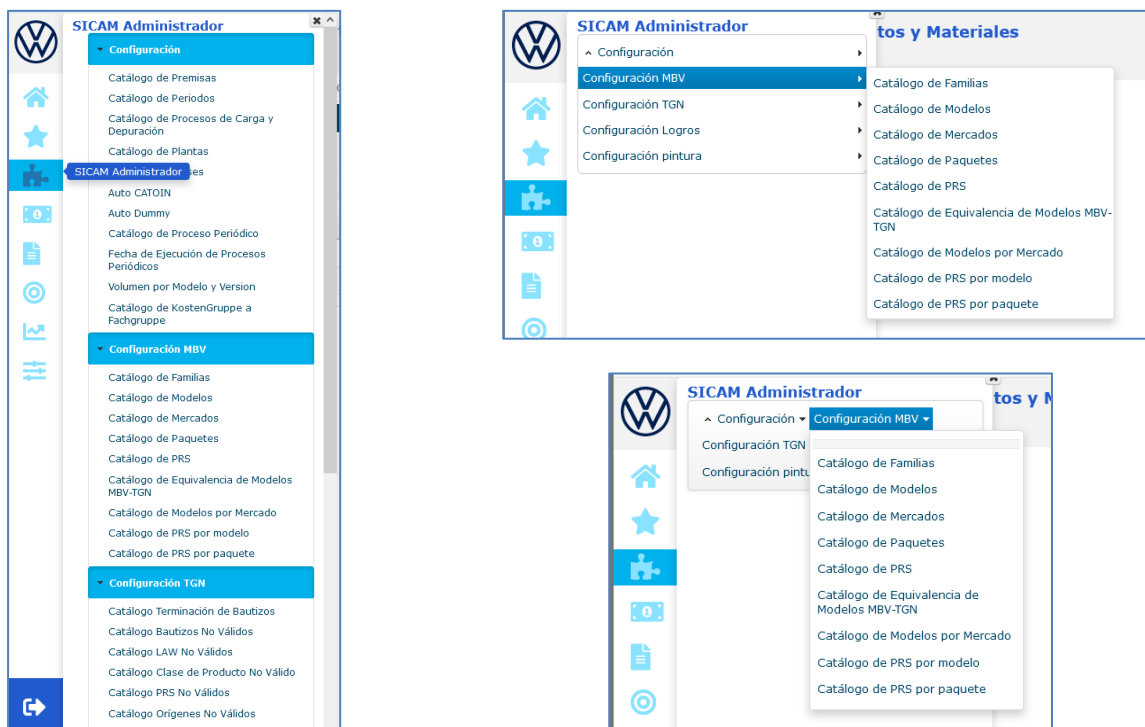 SICAM Administrador
Configuración
Catálogo de Premisas
Catálogo de Periodos
Catálogo de Procesos de Carga y
Depuración
Catálogo de Plantas
SICAM Administrador
ses
Auto CATOIN
Auto Dummy
Catálogo de Proceso Periódico
Fecha de Ejecución de Procesos
Periódicos
Volumen por Modelo y Version
Catálogo de KostenGruppe a
Fachgruppe
Configuración MBV
Catálogo de Familias
Catálogo de Modelos
Catálogo de Mercados
Catálogo de Paquetes
Catálogo de PRS
Catálogo de Equivalencia de Modelos
MBV-TGN
Catálogo de Modelos por Mercado
Catálogo de PRS por modelo
Catálogo de PRS por paquete
Configuración TGN
Catálogo Terminación de Bautizos
Catálogo Bautizos No Válidos
Catálogo LAW No Válidos
Catálogo Clase de Producto No Válido
Catálogo PRS No Válidos
Catálogo Orígenes No Válidos
SICAM Administrador
tos y Materiales
Configuración
Configuración MBV
Configuración TGN
Configuración Logros
Configuración pintura
Catálogo de Familias
Catálogo de Modelos
Catálogo de Mercados
Catálogo de Paquetes
Catálogo de PRS
Catálogo de Equivalencia de Modelos MBV-
TGN
Catálogo de Modelos por Mercado
Catálogo de PRS por modelo
Catálogo de PRS por paquete
SICAM Administrador
tos y M
Configuración
Configuración MBV
Configuración TGN
Configuración pintu
Catálogo de Familias
Catálogo de Modelos
Catálogo de Mercados
Catálogo de Paquetes
Catálogo de PRS
Catálogo de Equivalencia de
Modelos MBV-TGN
Catálogo de Modelos por Mercado
Catálogo de PRS por modelo
Catálogo de PRS por paquete